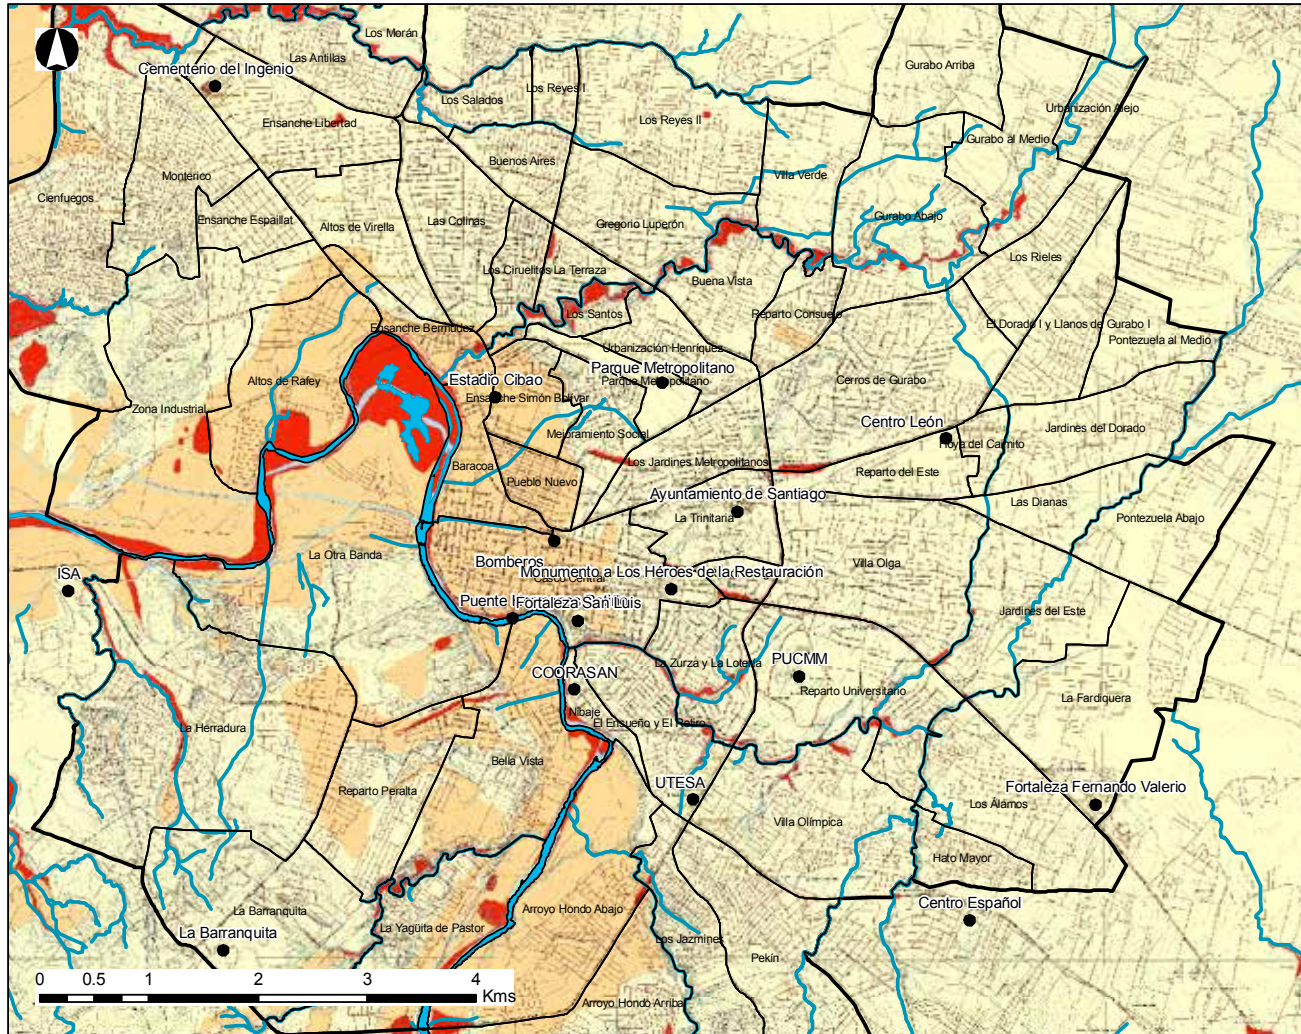 Los Morán
Las Antillas
Gurabo Arriba
Cementerio del Ingenio
Los Reyes I
Los Salados
Urbanización Alejo
Ensanche Libertad
Los Reyes II
Gurabo al Medio
Buenos Aires
Monterico
Villa Verde
Cienfuegos
Ensanche Espaillat
Altos de Virella
Las Colinas
Gregorio Luperón
Gurabo Abajo
Los Rieles
Los Ciruelitos
La Terraza
Buena Vista
Los Santos
Reparto Consuelo
El Dorado I y Llanos de Gurabo I
Ensanche Bermúdez
Pontezuela al Medio
Urbanización Henríquez
Parque Metropolitano
Estadio Cibao
Parque Metropolitano
Altos de Rafey
Cerros de Gurabo
Ensanche Simón Bolívar
Zona Industrial
Centro León
Jardines del Dorado
Mejoramiento Social
Hoya del Caimito
Baracoa
Los Jardines Metropolitanos
Reparto del Este
Pueblo Nuevo
Ayuntamiento de Santiago
Las Dianas
La Trinitaria
Pontezuela Abajo
La Otra Banda
Bomberos
Villa Olga
Monumento a Los Héroes de la Restauración
ISA
Casco Central
Puente
Fortaleza San Luis
Jardines del Este
La Zurza y La Lotería
PUCMM
COORASAN
Reparto Universitario
La Fardiquera
Nibaje
El Ensueño y El Retiro
La Herradura
Bella Vista
UTESA
Fortaleza Fernando Valerio
Reparto Peralta
Los Álamos
Villa Olímpica
Hato Mayor
Centro Español
La Barranquita
Arroyo Hondo Abajo
La Yagüita de Pastor
La Barranquita
Los Jazmines
Pekín
Arroyo Hondo Arriba
0 0.5 1 2 3 4
Kms